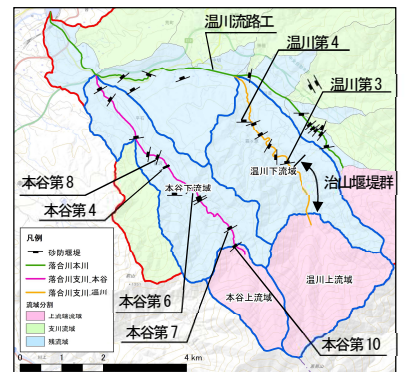 温川流路工
温川第4
温川第3
本谷第8
本谷第4
本谷下流域
温川下流域
治山堰堤群
凡例
砂防堰堤
落合川本川
落合川支川_本谷
落合川支川_温川
流域分割
上流端流域
支川流域
残流域
本谷第6
本谷第7
本谷上流域
温川上流域
本谷第10
0 1 2 4 km